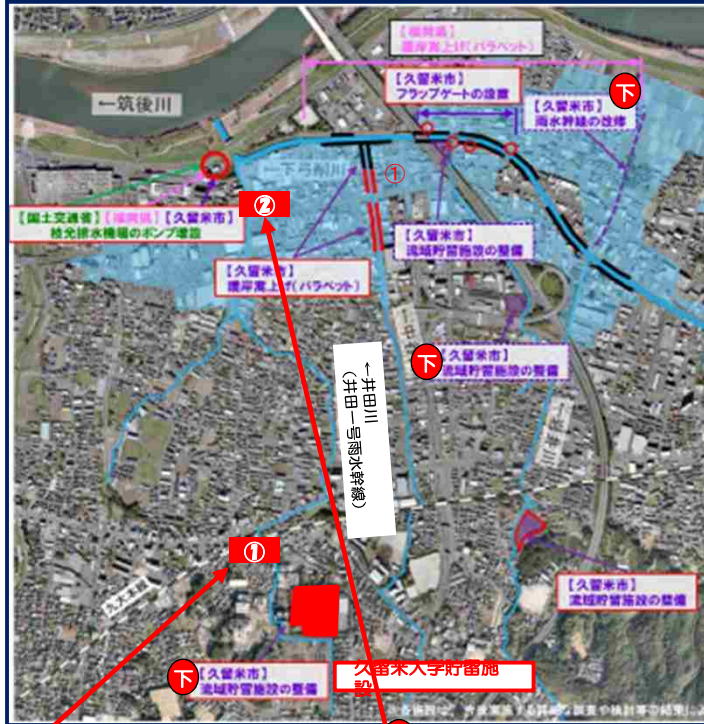 【福岡県】
護岸嵩上げ(パラペット)
【久留米市】
フラップゲートの設置
下
【久留米市】
雨水幹線の改修
←筑後川
←下弓削川
①
【国土交通省】【福岡県】【久留米市】
枝光排水機場のポンプ増設
②
【久留米市】
流域貯留施設の整備
【久留米市】
護岸嵩上げ(パラペット)
←井田川
(井田一号雨水幹線)
下
【久留米市】
流域貯留施設の整備
①
久大本線
【久留米市】
流域貯留施設の整備
下
【久留米市】
流域貯留施設の整備
久留米大学貯留施
設